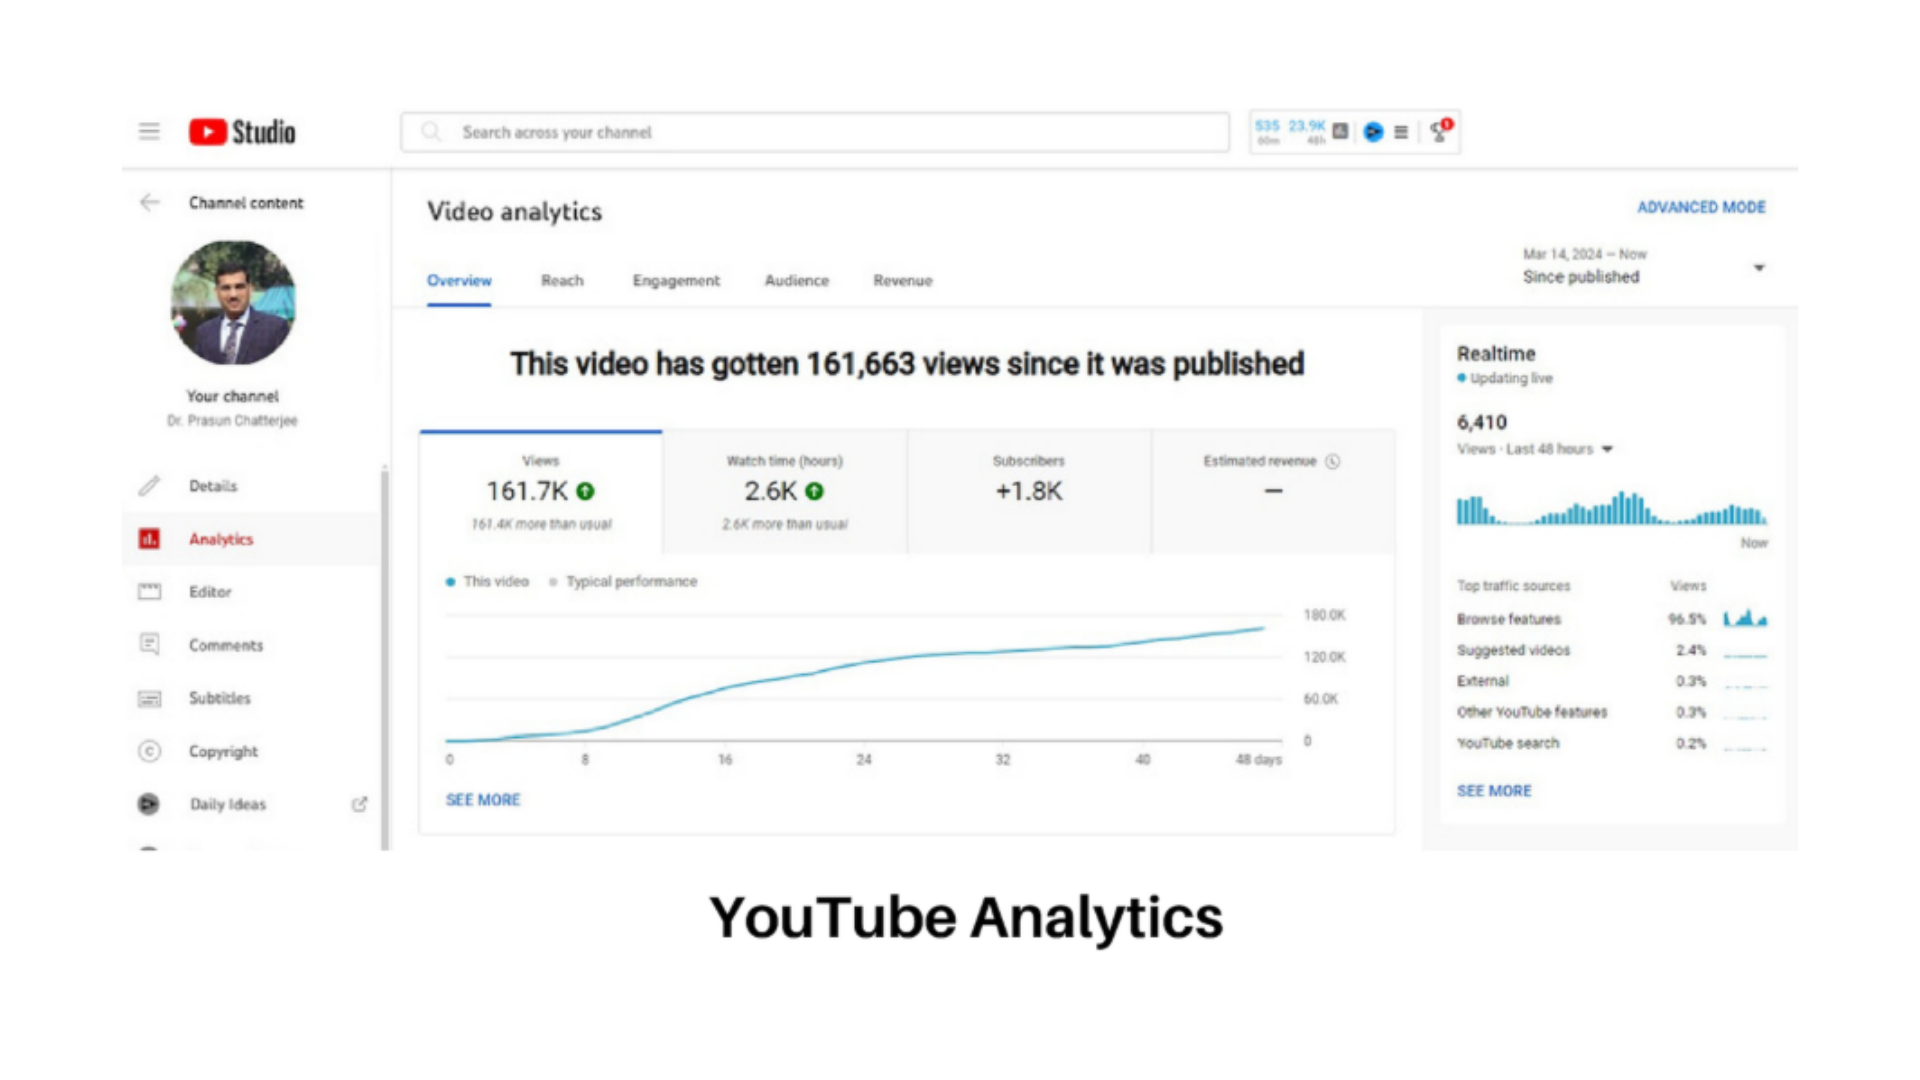 Studio
Search across your channel
535 23.9K
60m 48h
1
Channel content
Your channel
Dr. Prasun Chatterjee
Details
Analytics
Editor
Comments
Subtitles
Copyright
Daily Ideas
Video analytics
ADVANCED MODE
Overview Reach Engagement Audience Revenue
Mar 14, 2024 – Now
Since published
This video has gotten 161,663 views since it was published
Views
161.7K
161.4K more than usual
Watch time (hours)
2.6K
2.6K more than usual
Subscribers
+1.8K
Estimated revenue
—
This video Typical performance
180.0K
120.0K
60.0K
0
0 8 16 24 32 40 48 days
SEE MORE
Realtime
Updating live
6,410
Views · Last 48 hours
Now
Top traffic sources Views
Browse features 96.5%
Suggested videos 2.4%
External 0.3%
Other YouTube features 0.3%
YouTube search 0.2%
SEE MORE
YouTube Analytics